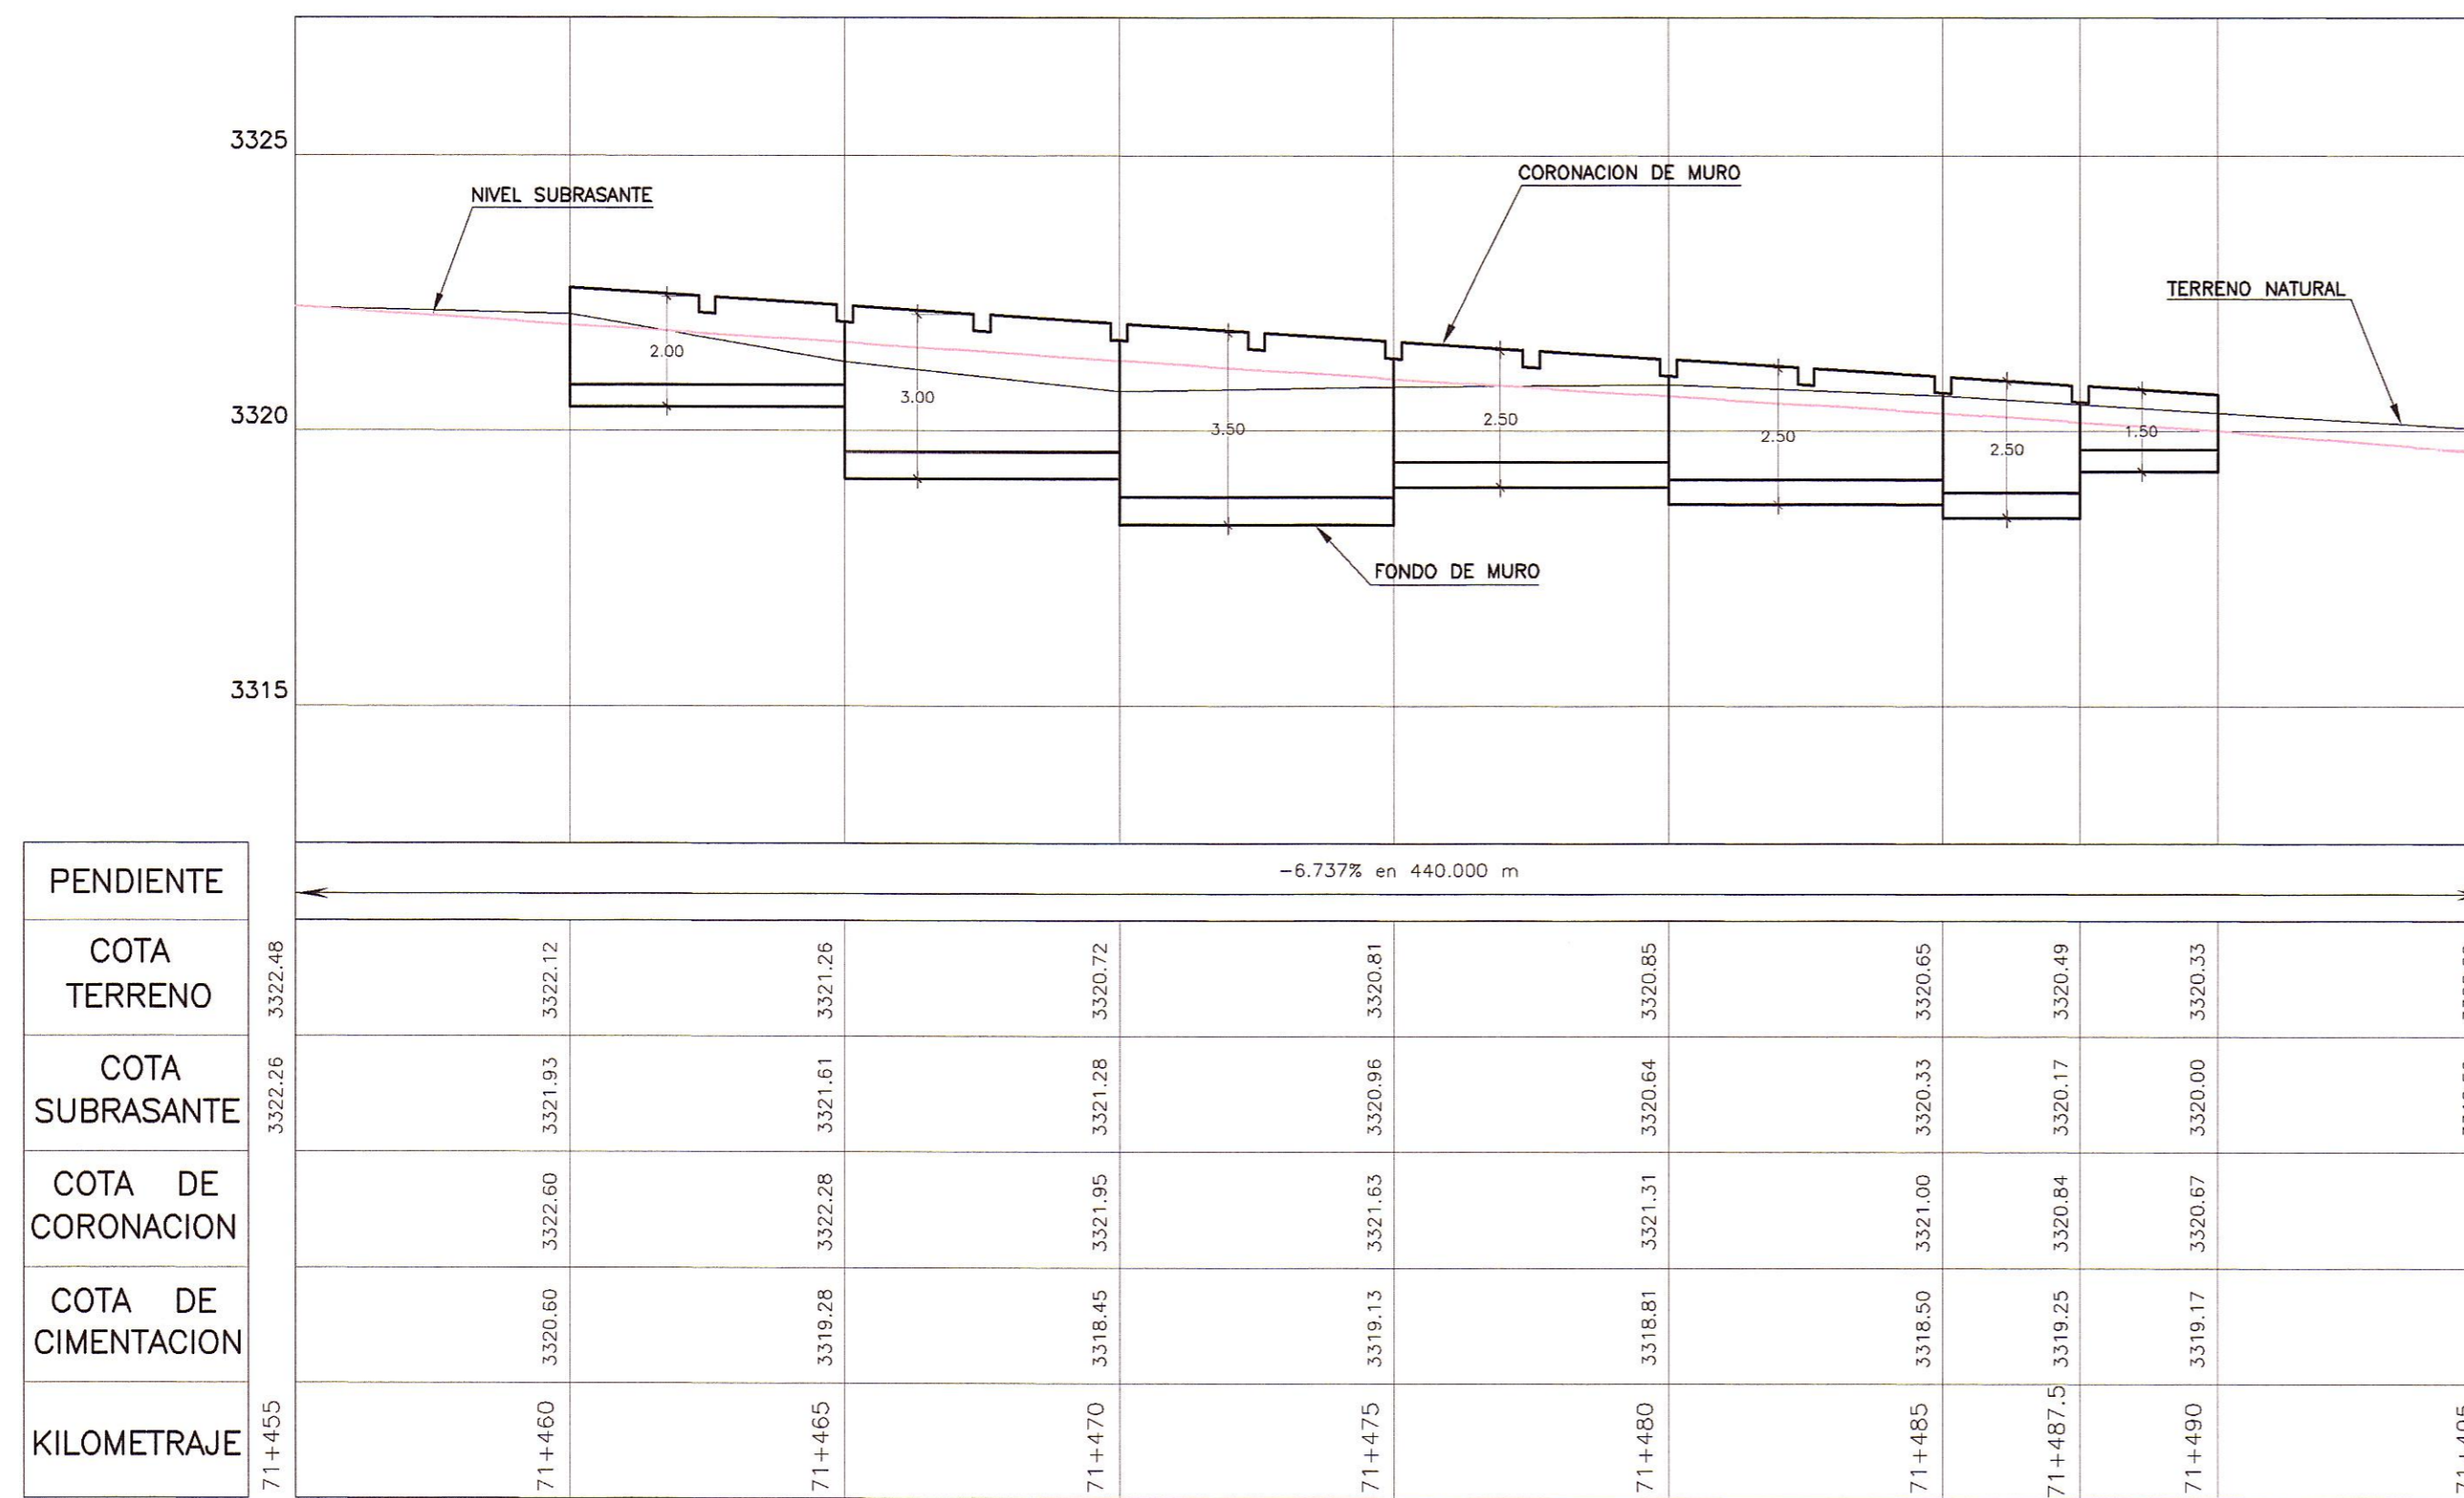 3325
3320
3315
NIVEL SUBRASANTE
CORONACION DE MURO
TERRENO NATURAL
FONDO DE MURO
2.00
3.00
3.50
2.50
2.50
2.50
1.50
PENDIENTE
-6.737% en 440.000 m
COTA
TERRENO
3322.48 3322.12 3321.26 3320.72 3320.81 3320.85 3320.65 3320.49 3320.33
COTA
SUBRASANTE
3322.26 3321.93 3321.61 3321.28 3320.96 3320.64 3320.33 3320.17 3320.00
COTA DE
CORONACION
3322.60 3322.28 3321.95 3321.63 3321.31 3321.00 3320.84 3320.67
COTA DE
CIMENTACION
3320.60 3319.28 3318.45 3319.13 3318.81 3318.50 3319.25 3319.17
KILOMETRAJE
71+455 71+460 71+465 71+470 71+475 71+480 71+485 71+487.5 71+490